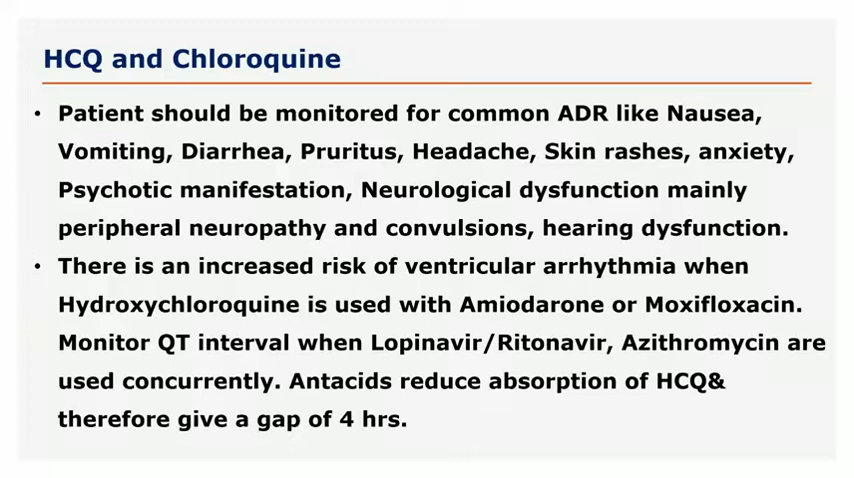 HCQ and Chloroquine
• Patient should be monitored for common ADR like Nausea,
Vomiting, Diarrhea, Pruritus, Headache, Skin rashes, anxiety,
Psychotic manifestation, Neurological dysfunction mainly
peripheral neuropathy and convulsions, hearing dysfunction.
• There is an increased risk of ventricular arrhythmia when
Hydroxychloroquine is used with Amiodarone or Moxifloxacin.
Monitor QT interval when Lopinavir/Ritonavir, Azithromycin are
used concurrently. Antacids reduce absorption of HCQ&
therefore give a gap of 4 hrs.